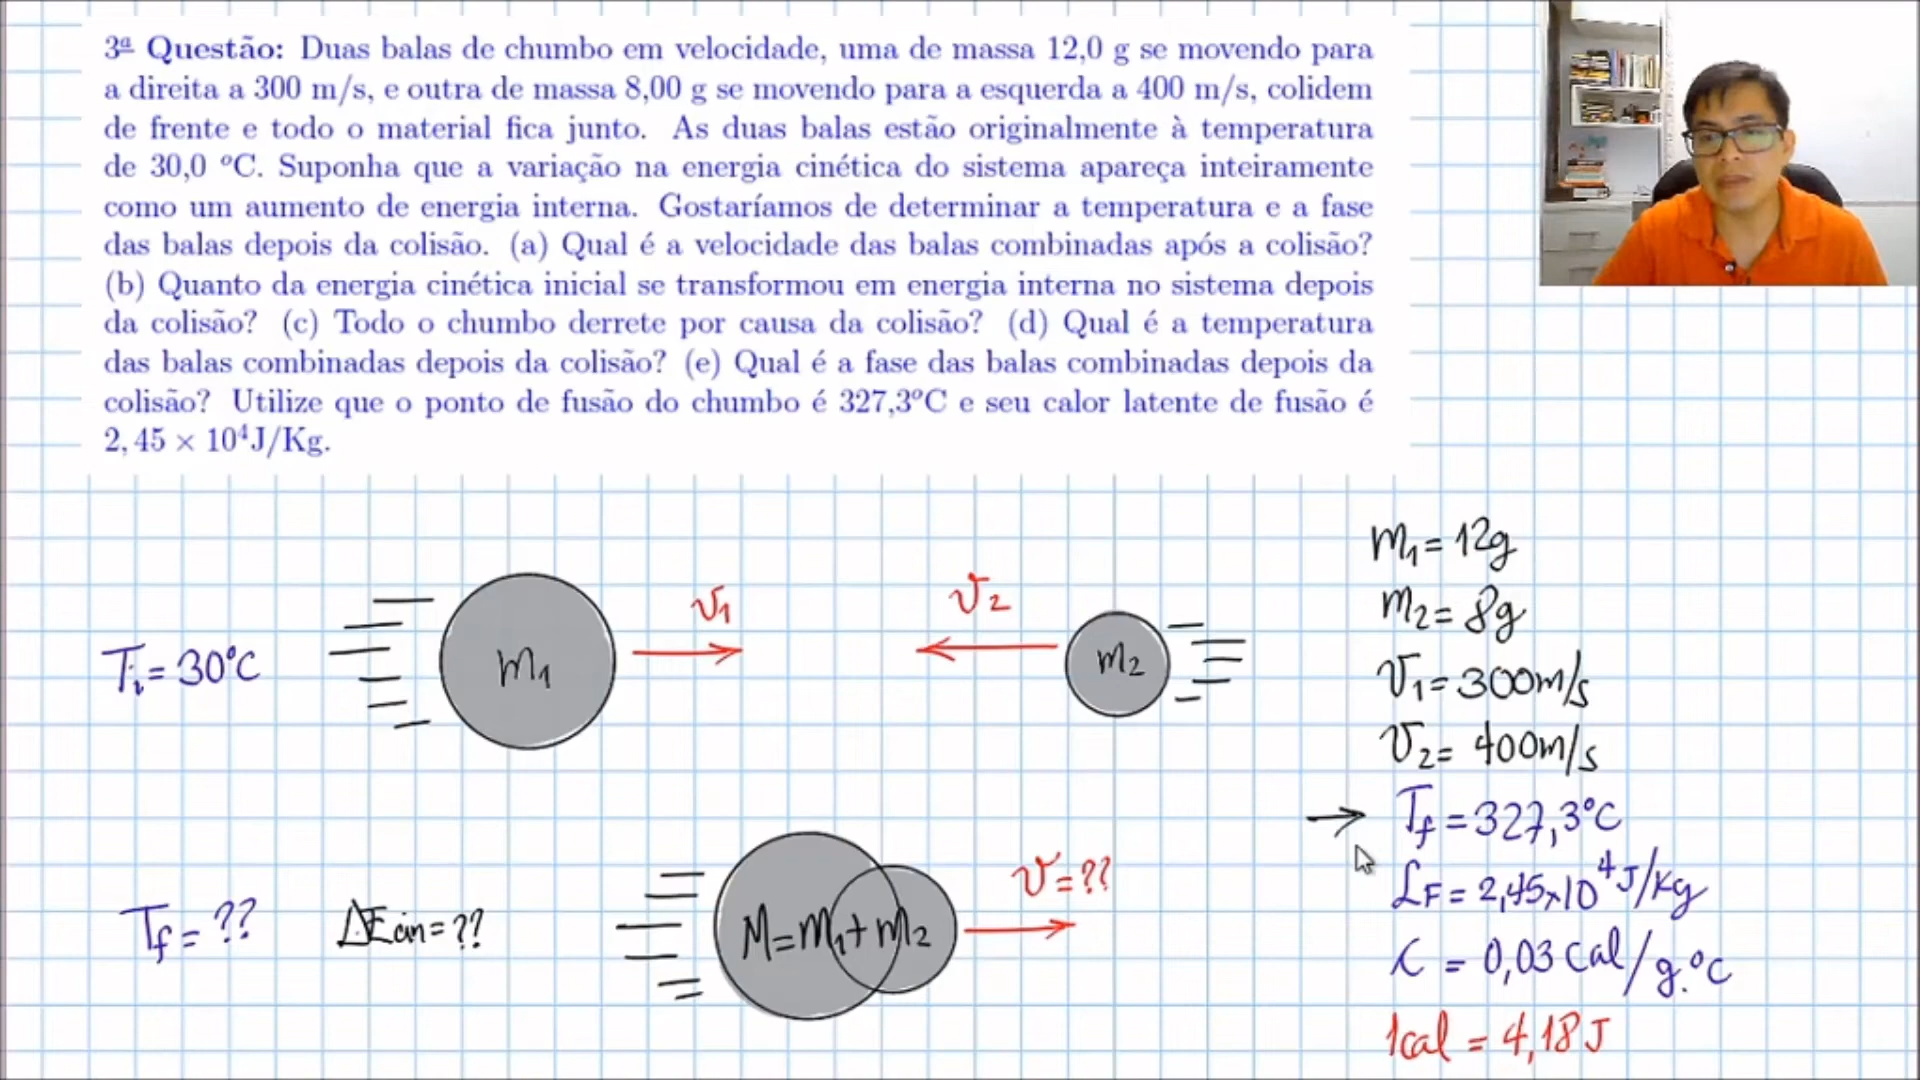 3ª Questão: Duas balas de chumbo em velocidade, uma de massa 12,0 g se movendo para
a direita a 300 m/s, e outra de massa 8,00 g se movendo para a esquerda a 400 m/s, colidem
de frente e todo o material fica junto. As duas balas estão originalmente à temperatura
de 30,0 ºC. Suponha que a variação na energia cinética do sistema apareça inteiramente
como um aumento de energia interna. Gostaríamos de determinar a temperatura e a fase
das balas depois da colisão. (a) Qual é a velocidade das balas combinadas após a colisão?
(b) Quanto da energia cinética inicial se transformou em energia interna no sistema depois
da colisão? (c) Todo o chumbo derrete por causa da colisão? (d) Qual é a temperatura
das balas combinadas depois da colisão? (e) Qual é a fase das balas combinadas depois da
colisão? Utilize que o ponto de fusão do chumbo é 327,3ºC e seu calor latente de fusão é
2,45 × 10⁴J/Kg.
Ti = 30°C
m₁
v₁
v₂
m₂
m₁ = 12g
m₂ = 8g
v₁ = 300m/s
v₂ = 400m/s
→ Tf = 327,3°C
LF = 2,45x10⁴ J/kg
c = 0,03 cal/g.°C
1cal = 4,18 J
Tf = ??
ΔEcin = ??
M = m₁ + m₂
v = ??